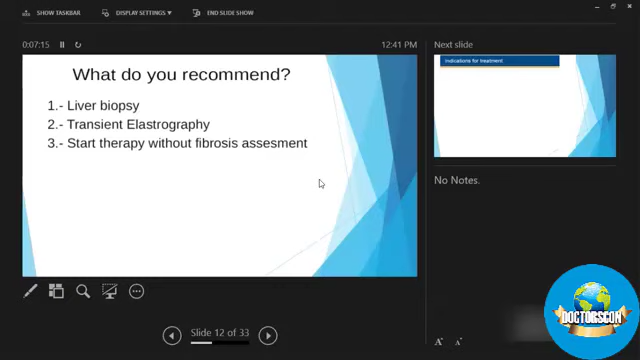 SHOW TASKBAR
DISPLAY SETTINGS ▾
END SLIDE SHOW
0:07:15
12:41 PM
What do you recommend?
1.- Liver biopsy
2.- Transient Elastrography
3.- Start therapy without fibrosis assesment
Slide 12 of 33
Next slide
Indications for treatment
No Notes.
A A
DOCTORSCON